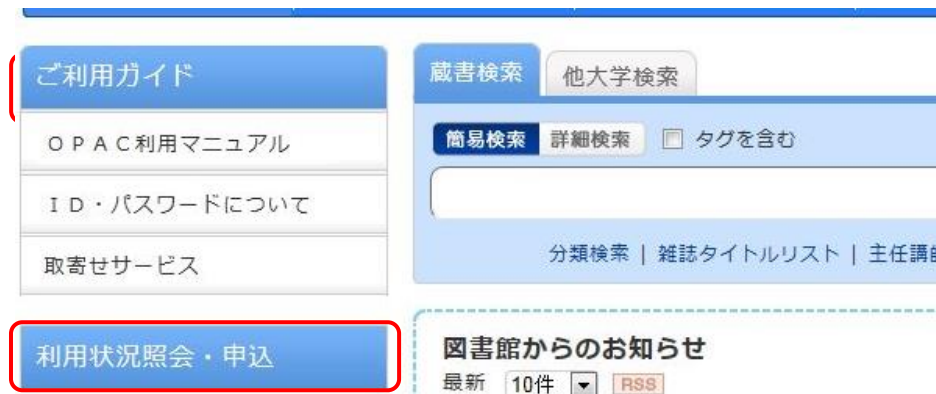 ご利用ガイド
ＯＰＡＣ利用マニュアル
ＩＤ・パスワードについて
取寄せサービス
利用状況照会・申込
蔵書検索 他大学検索
簡易検索 詳細検索 タグを含む
分類検索 | 雑誌タイトルリスト | 主任講
図書館からのお知らせ
最新 10件 RSS